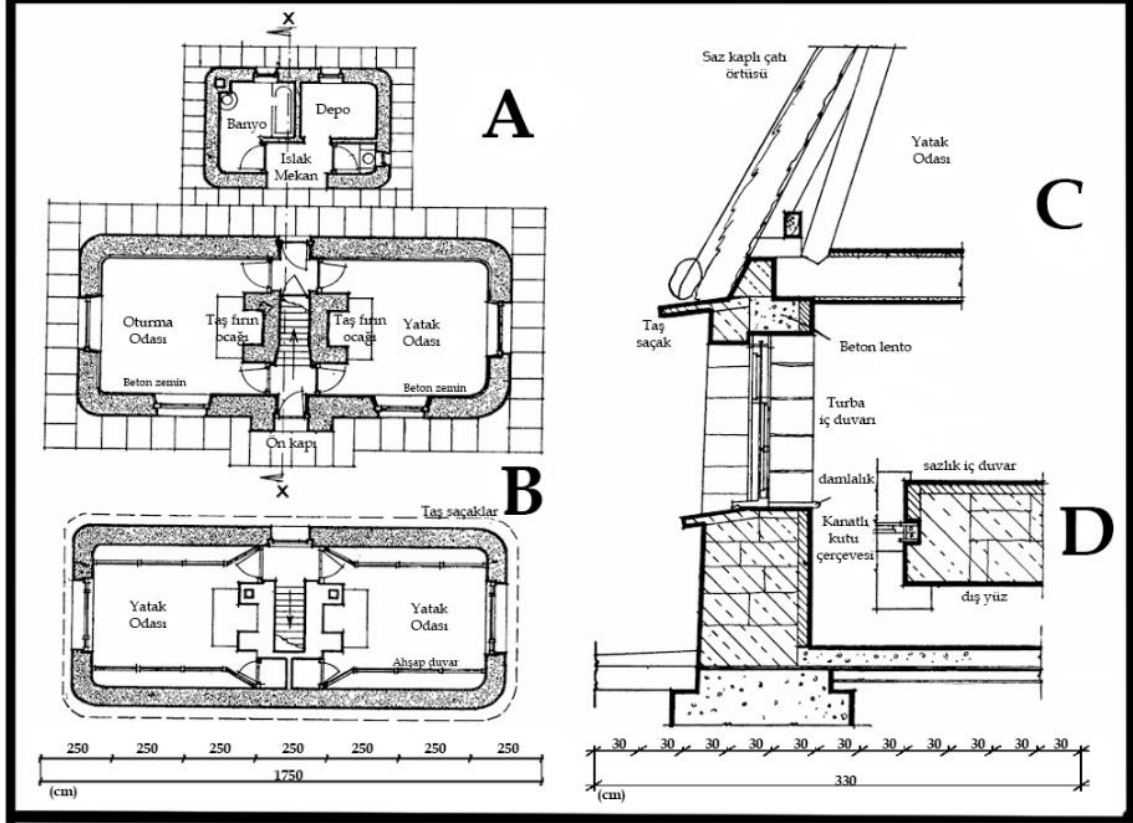 X
A
Banyo
Depo
Islak
Mekan
Oturma
Odası
Taş fırın
ocağı
Taş fırın
ocağı
Yatak
Odası
Beton zemin
Beton zemin
Ön kapı
X
B
Taş saçaklar
Yatak
Odası
Yatak
Odası
Ahşap duvar
250 250 250 250 250 250 250
1750
(cm)
Saz kaplı çatı
örtüsü
Yatak
Odası
C
Taş
saçak
Beton lento
Turba
iç duvarı
damlalık
sazlık iç duvar
Kanatlı
kutu
çerçevesi
D
dış yüz
30 30 30 30 30 30 30 30 30 30 30
330
(cm)